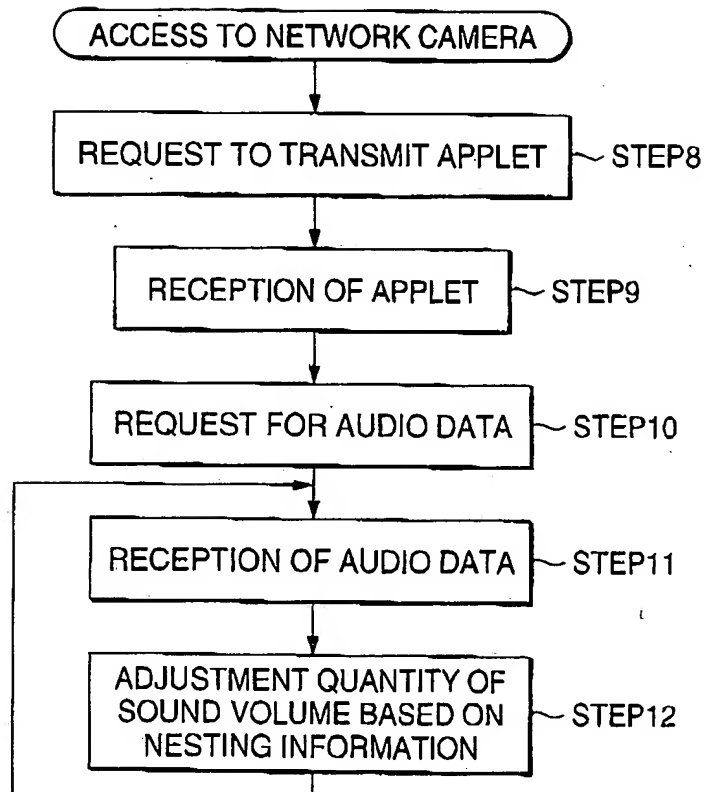 ACCESS TO NETWORK CAMERA
REQUEST TO TRANSMIT APPLET
STEP8
RECEPTION OF APPLET
STEP9
REQUEST FOR AUDIO DATA
STEP10
RECEPTION OF AUDIO DATA
STEP11
ADJUSTMENT QUANTITY OF
SOUND VOLUME BASED ON
NESTING INFORMATION
STEP12